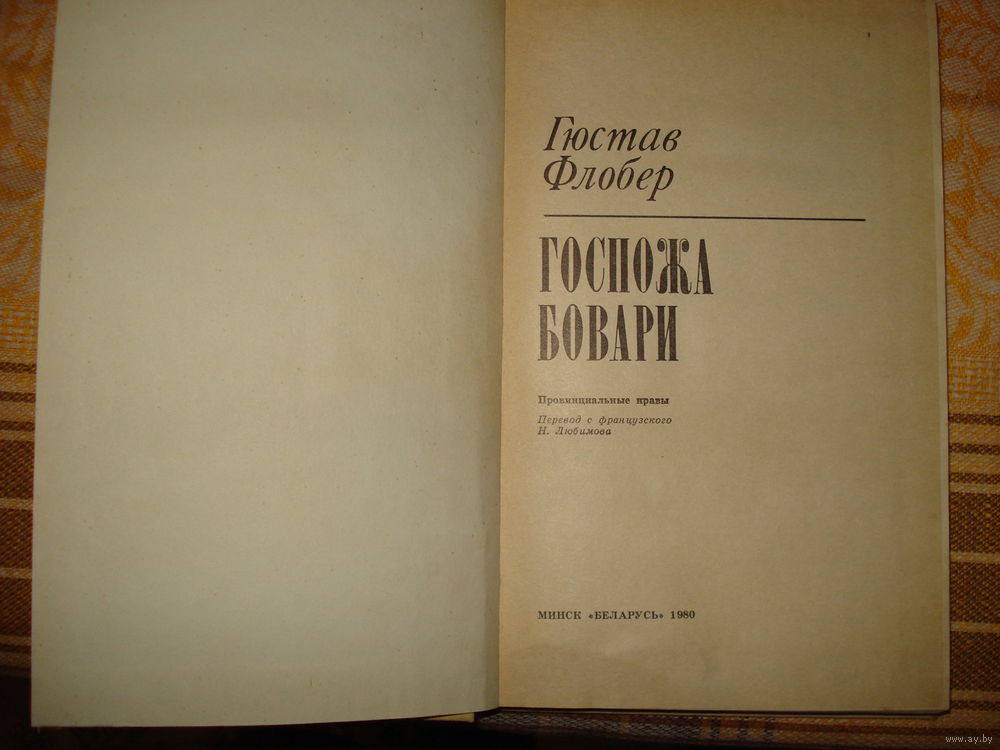 Гюстав
Флобер
ГОСПОЖА
БОВАРИ
Провинциальные нравы
Перевод с французского
Н. Любимова
МИНСК «БЕЛАРУСЬ» 1980
www.ay.by